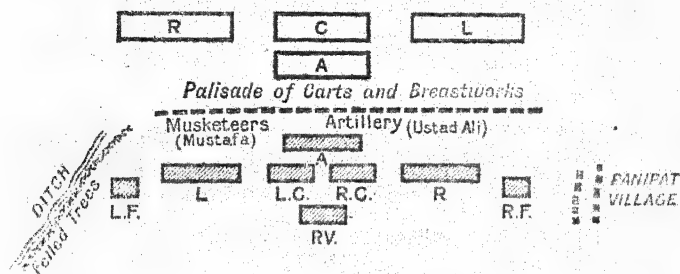 R C L
A
Palisade of Carts and Breastworks
Musketeers Artillery (Ustad Ali)
(Mustafa)
A
DITCH
Felled Trees
L.F. L L.C. R.C. R R.F.
RV.
PANIPAT
VILLAGE